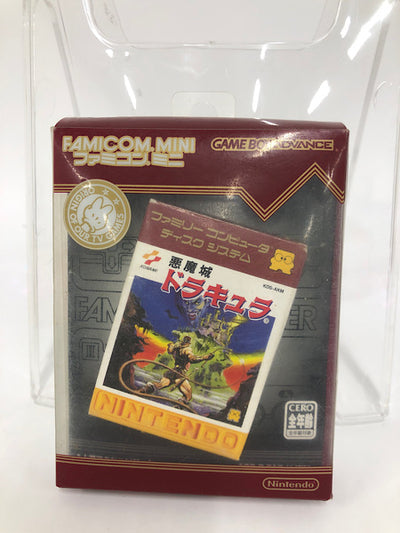 FAMICOM MINI
ファミコン ミニ
GAME BOY ADVANCE
ファミリー コンピュータ
ディスク システム
KONAMI
KDS-AKM
悪魔城
ドラキュラ
NINTENDO
CERO
全年齢
Nintendo